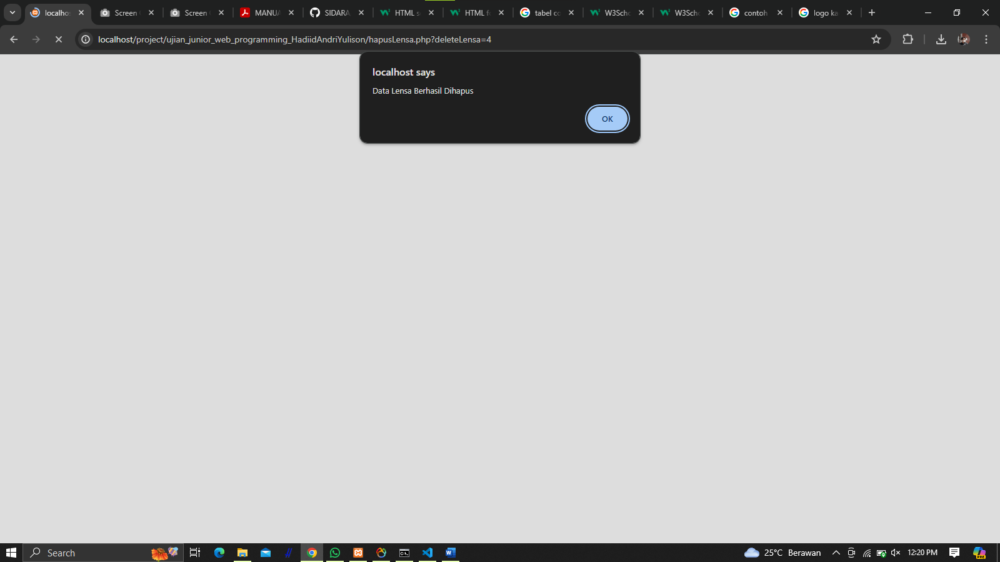 localhos
Screen
Screen
MANUA
SIDARA
HTML s
HTML fo
tabel co
W3Scho
W3Scho
contoh
logo ka
localhost/project/ujian_junior_web_programming_HadiidAndriYulison/hapusLensa.php?deleteLensa=4
localhost says
Data Lensa Berhasil Dihapus
OK
Search
25°C Berawan
12:20 PM